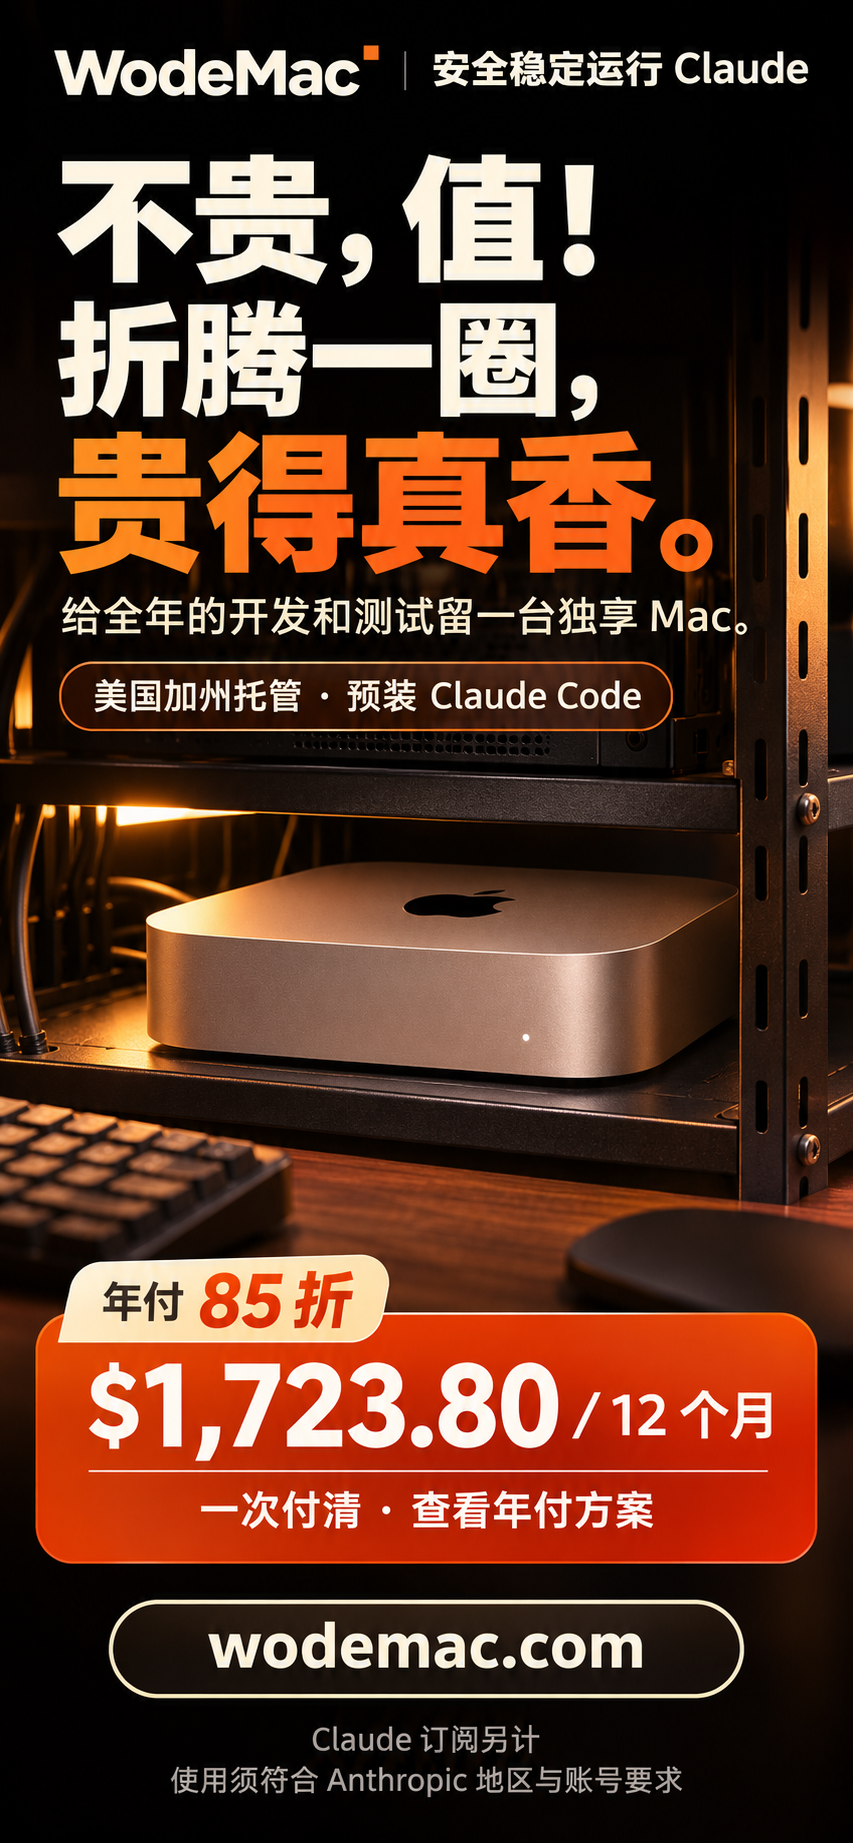 WodeMac | 安全稳定运行 Claude
不贵，值！
折腾一圈，
贵得真香。
给全年的开发和测试留一台独享 Mac。
美国加州托管 · 预装 Claude Code
年付 85 折
$1,723.80 / 12 个月
一次付清 · 查看年付方案
wodemac.com
Claude 订阅另计
使用须符合 Anthropic 地区与账号要求